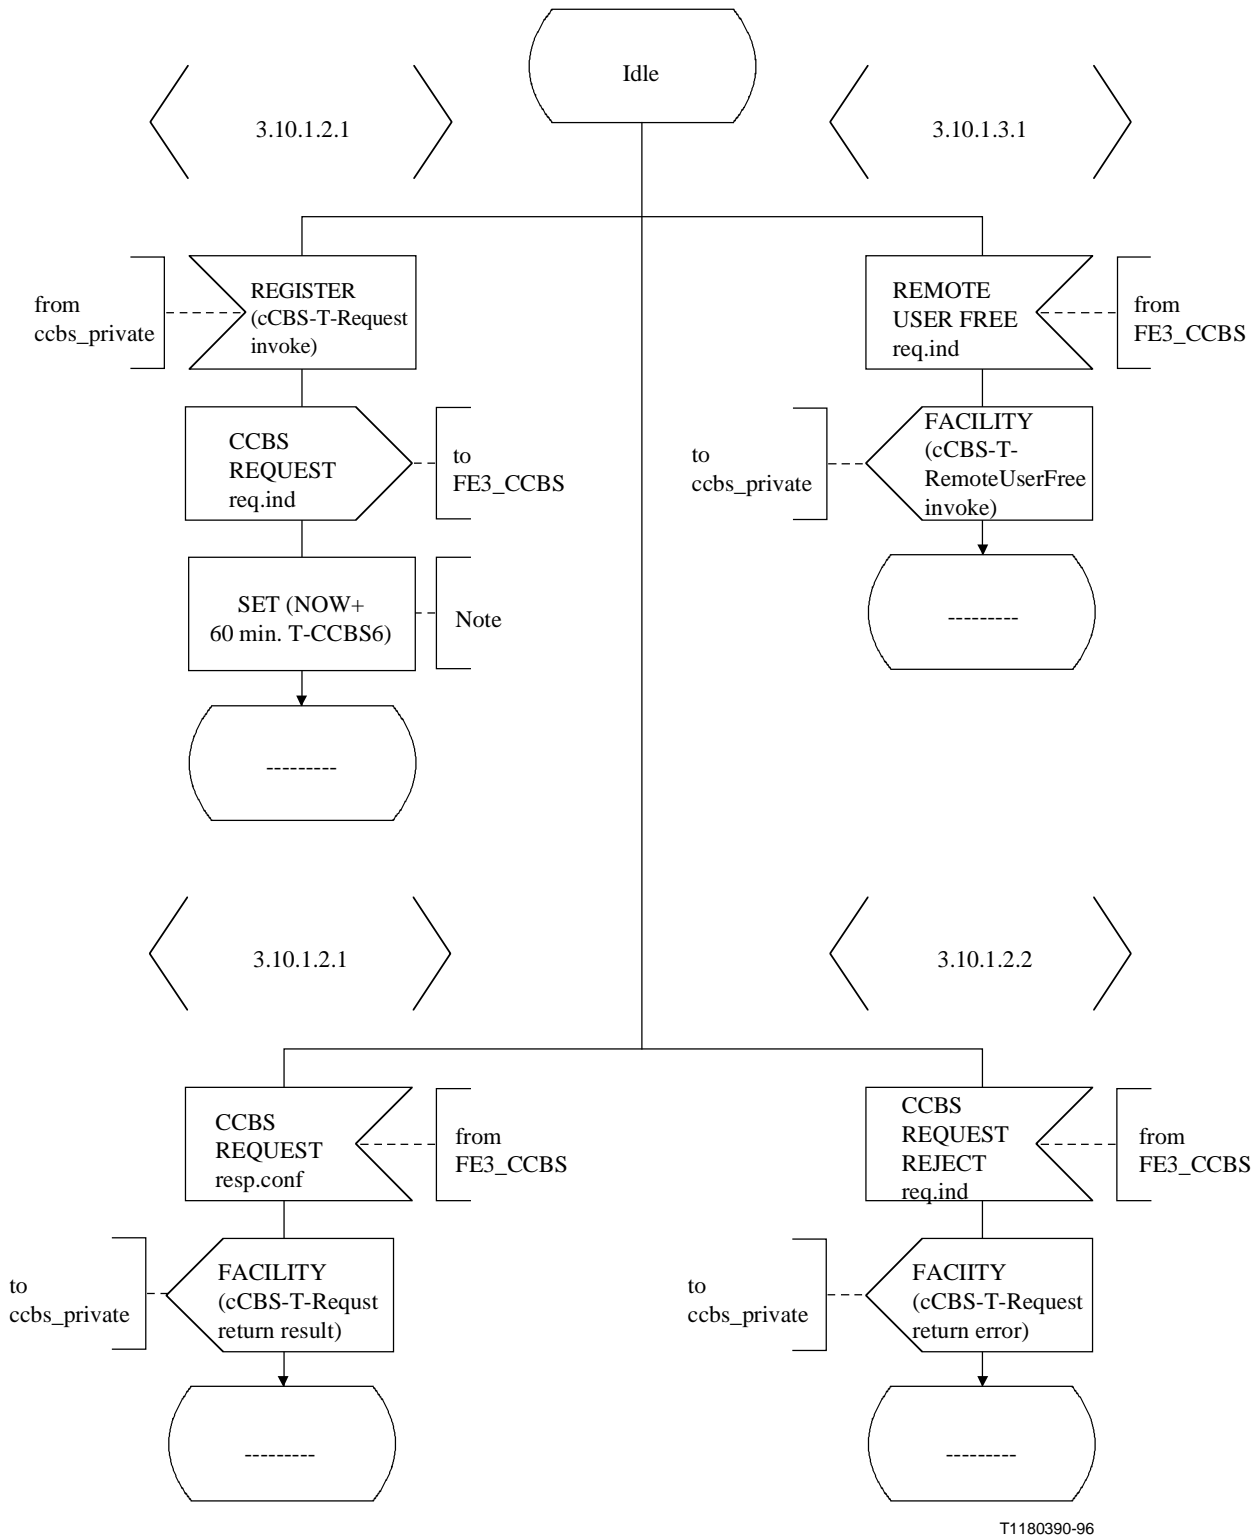 Idle
3.10.1.2.1
3.10.1.3.1
from
ccbs_private
REGISTER
(cCBS-T-Request
invoke)
REMOTE
USER FREE
req.ind
from
FE3_CCBS
CCBS
REQUEST
req.ind
to
FE3_CCBS
to
ccbs_private
FACILITY
(cCBS-T-
RemoteUserFree
invoke)
SET (NOW+
60 min. T-CCBS6)
Note
---------
---------
3.10.1.2.1
3.10.1.2.2
CCBS
REQUEST
resp.conf
from
FE3_CCBS
CCBS
REQUEST
REJECT
req.ind
from
FE3_CCBS
to
ccbs_private
FACILITY
(cCBS-T-Requst
return result)
to
ccbs_private
FACIITY
(cCBS-T-Request
return error)
---------
---------
T1180390-96